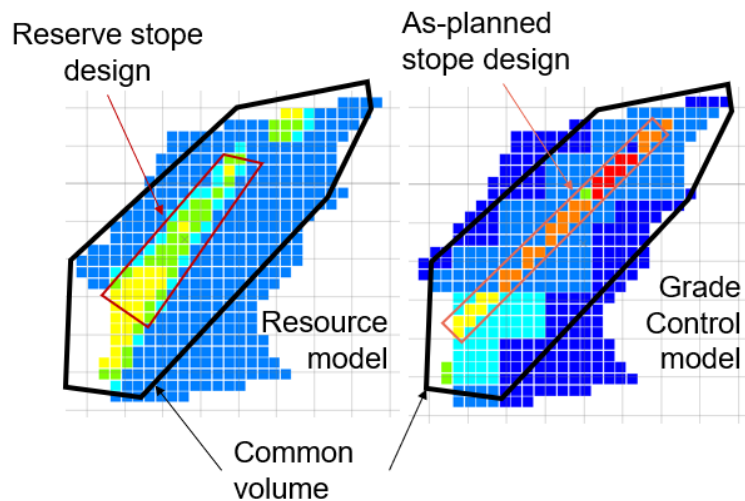 Reserve stope
design
As-planned
stope design
Resource
model
Grade
Control
model
Common
volume